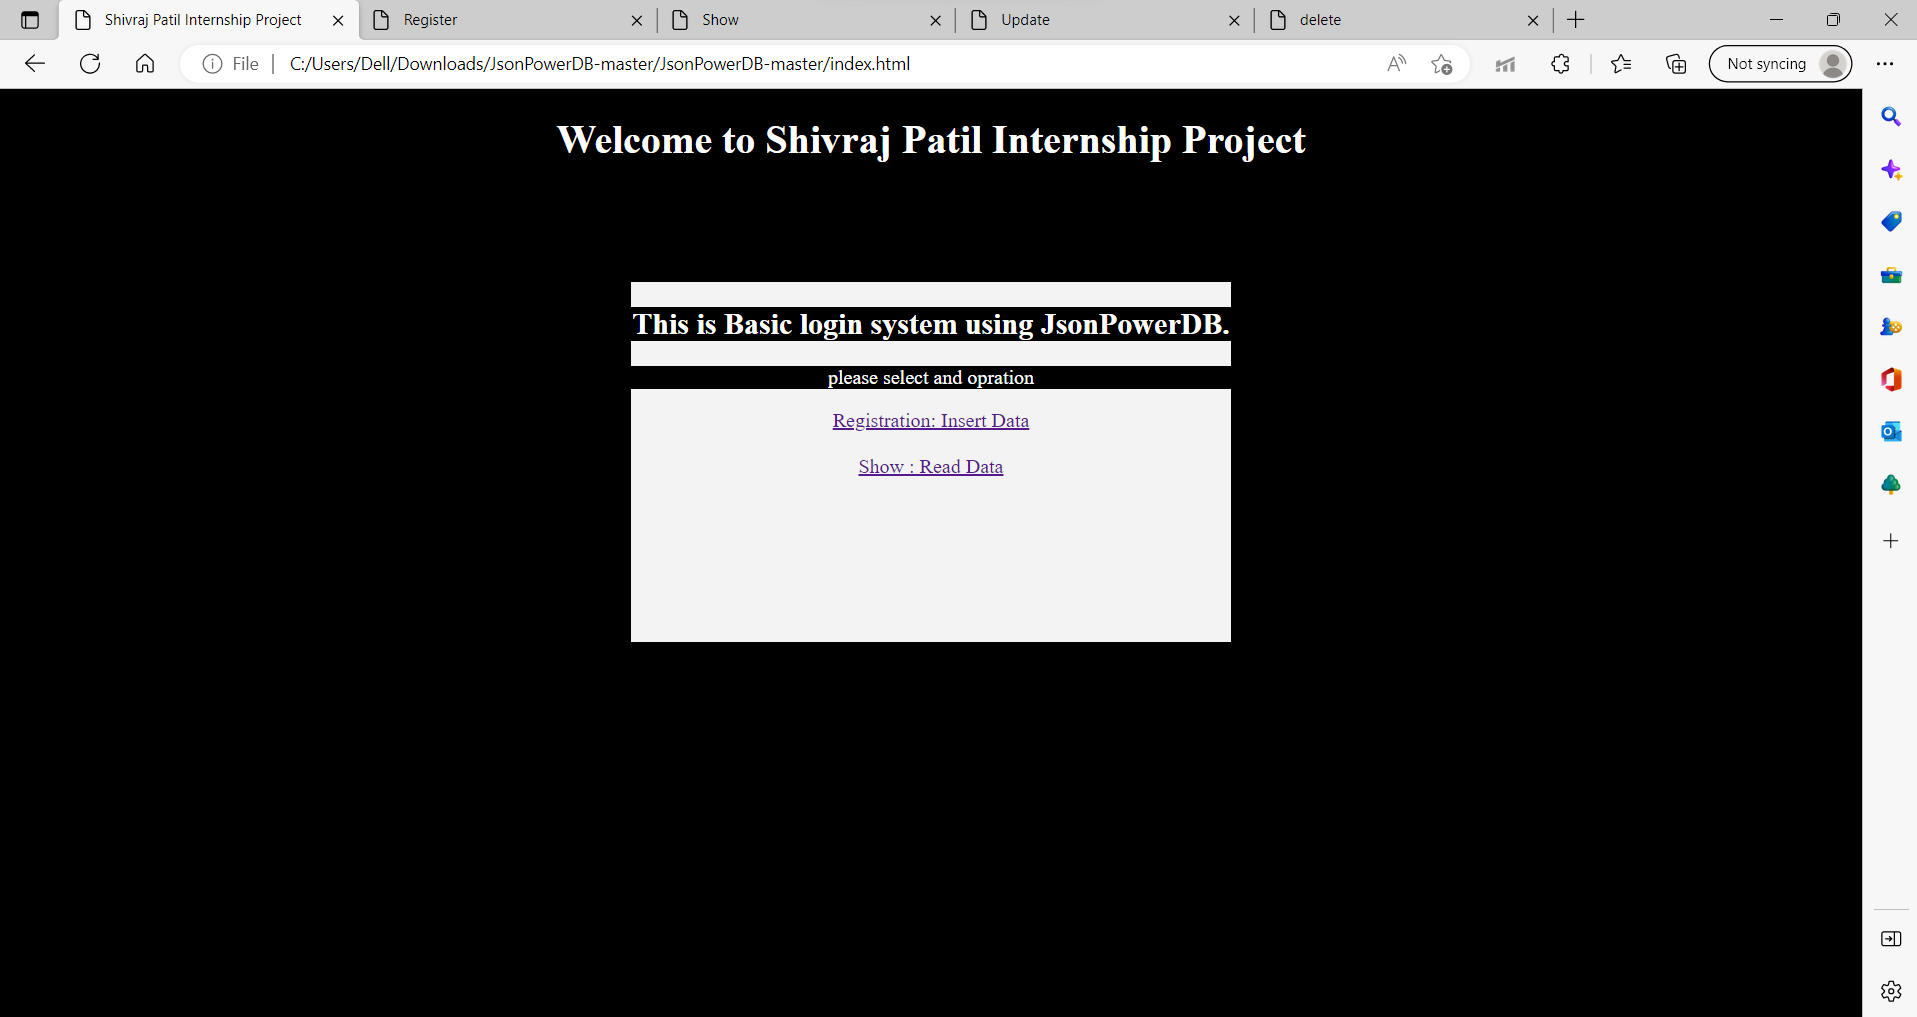 Shivraj Patil Internship Project
Register
Show
Update
delete
File
C:/Users/Dell/Downloads/JsonPowerDB-master/JsonPowerDB-master/index.html
Not syncing
Welcome to Shivraj Patil Internship Project
This is Basic login system using JsonPowerDB.
please select and opration
Registration: Insert Data
Show : Read Data